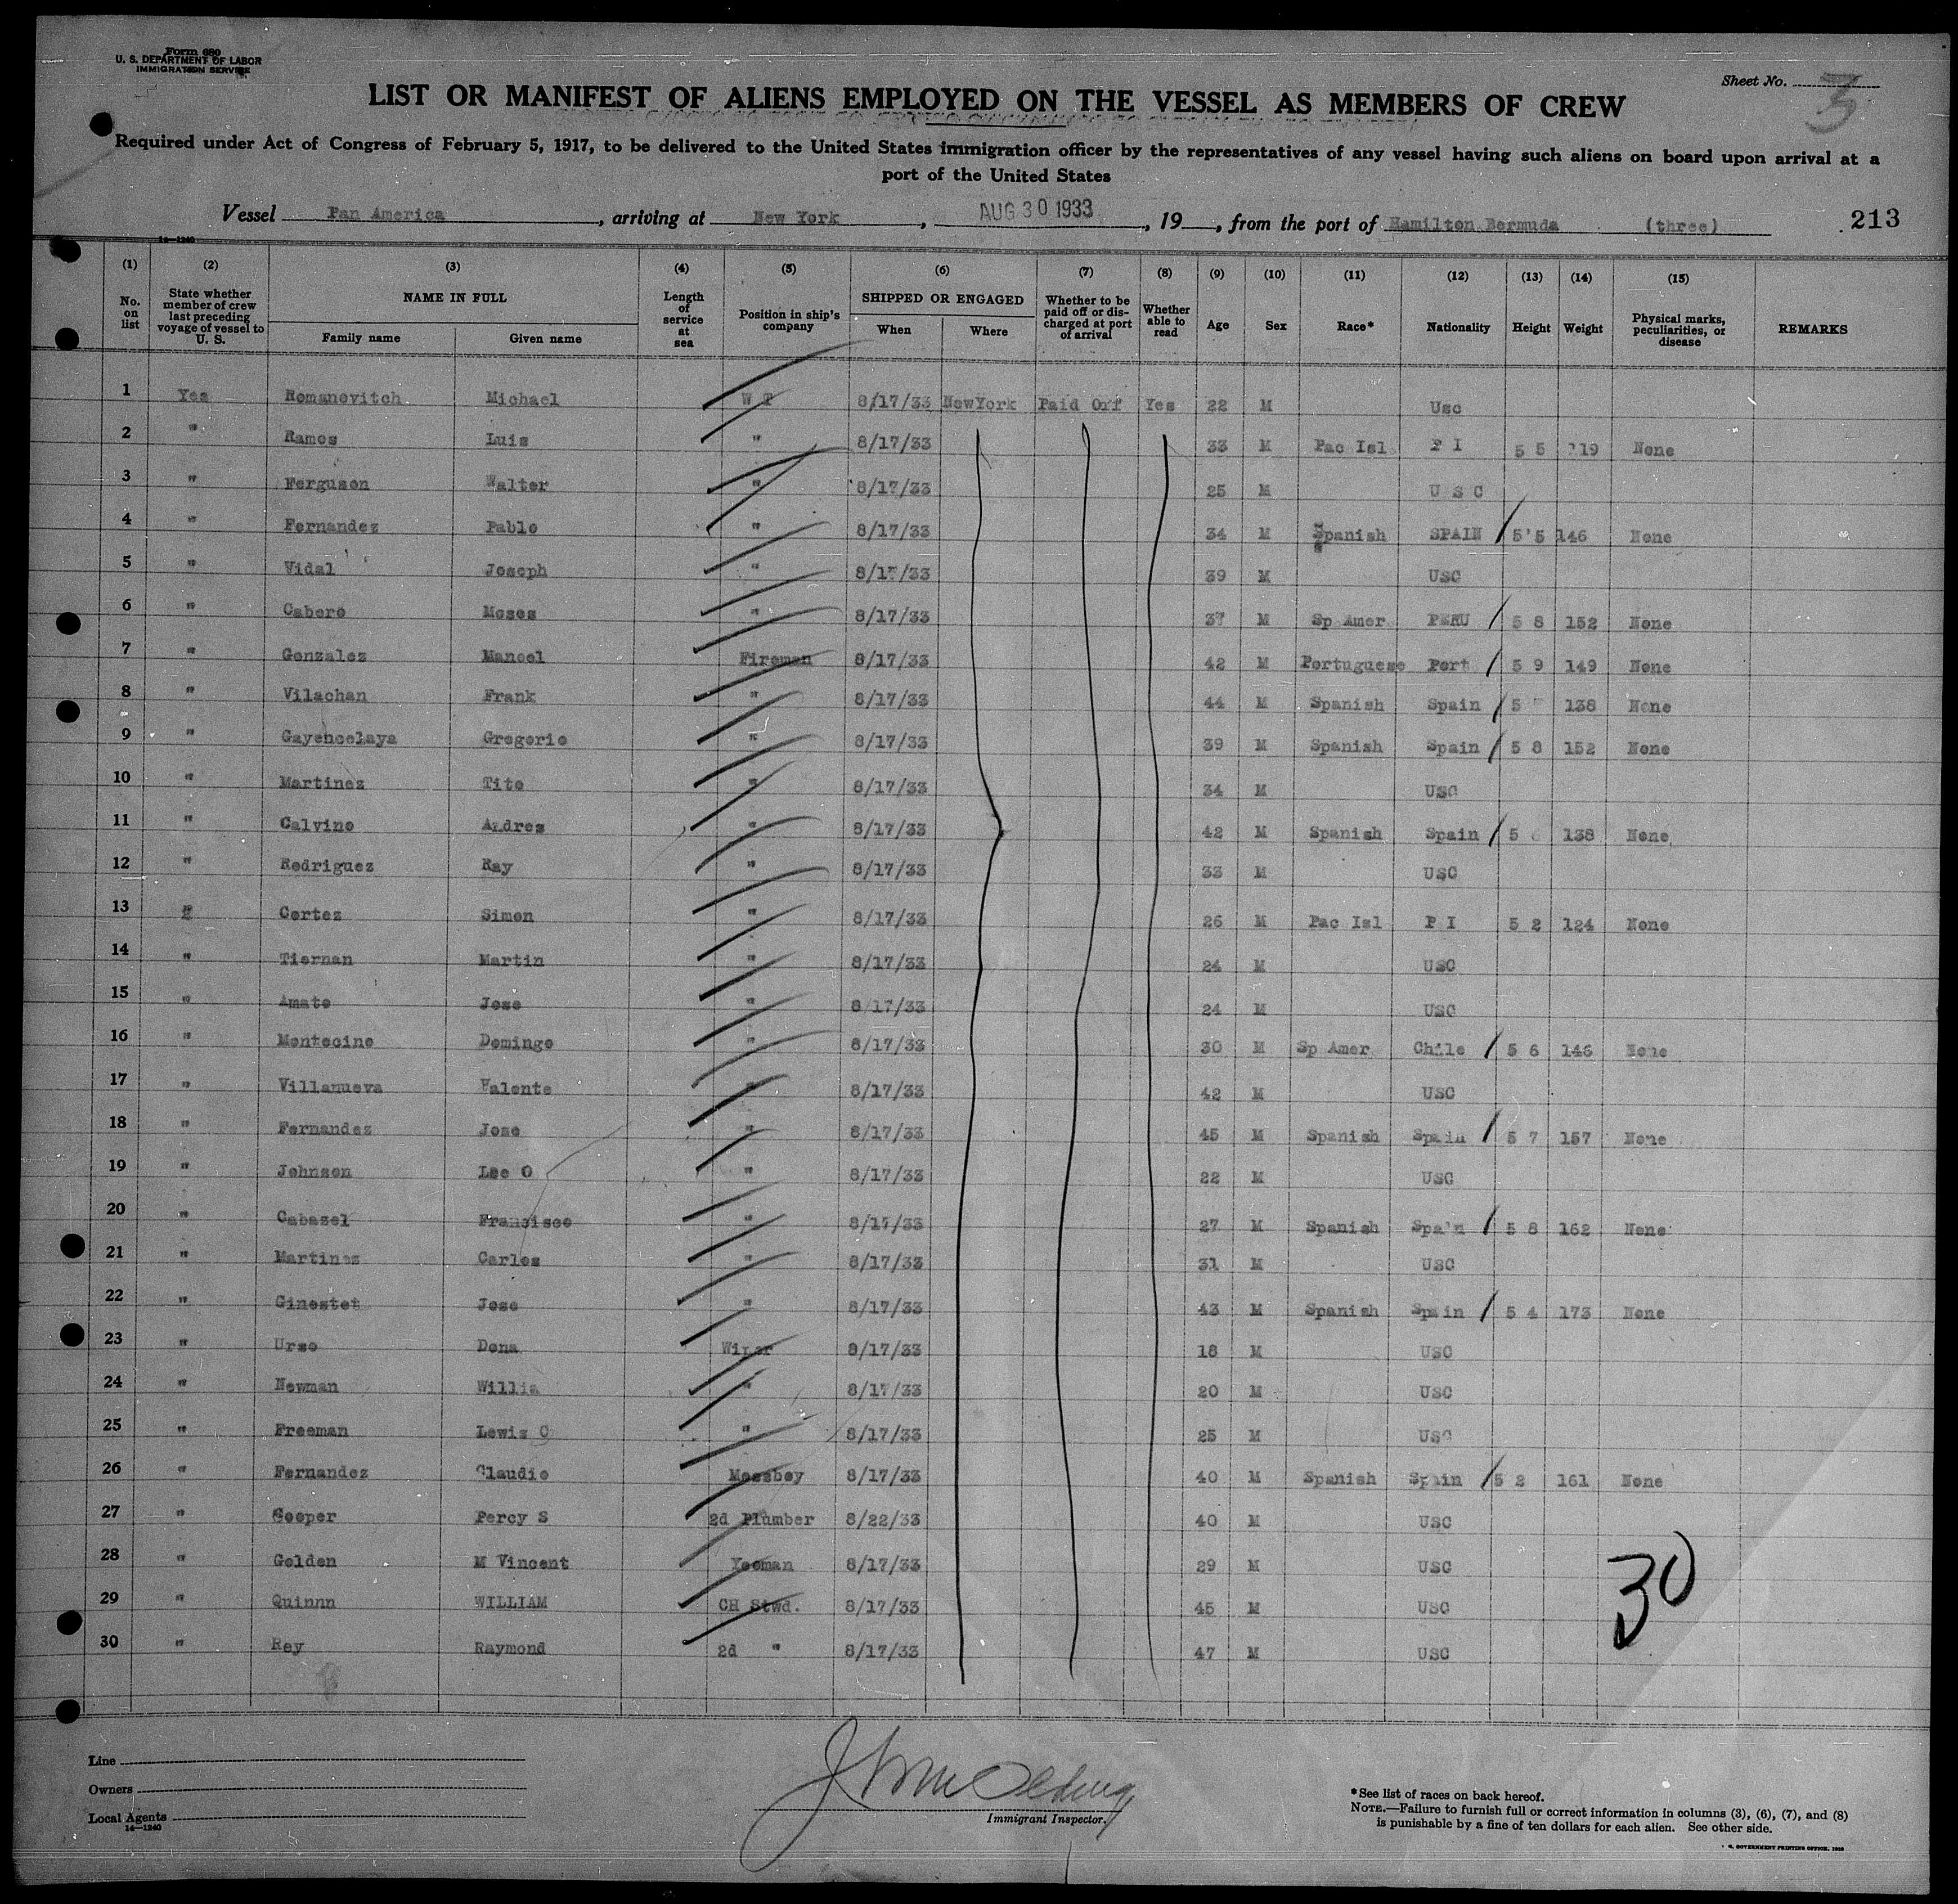 Form 680
U. S. DEPARTMENT OF LABOR
IMMIGRATION SERVICE
Sheet No. 3
LIST OR MANIFEST OF ALIENS EMPLOYED ON THE VESSEL AS MEMBERS OF CREW
Required under Act of Congress of February 5, 1917, to be delivered to the United States immigration officer by the representatives of any vessel having such aliens on board upon arrival at a
port of the United States
Vessel Pan America, arriving at New York, AUG 30 1933, 19, from the port of Hamilton Bermuda (three) 213
14—1240
(1) (2) (3) (4) (5) (6) (7) (8) (9) (10) (11) (12) (13) (14) (15)
No. on list State whether member of crew last preceding voyage of vessel to U. S. NAME IN FULL Family name Given name Length of service at sea Position in ship's company SHIPPED OR ENGAGED When Where Whether to be paid off or discharged at port of arrival Whether able to read Age Sex Race* Nationality Height Weight Physical marks, peculiarities, or disease REMARKS
1 Yes Romanovitch Michael W T 8/17/33 NewYork Paid Off Yes 22 M Usc
2 " Ramos Luis " 8/17/33 33 M Pac Isl P I 5 5 119 None
3 " Ferguson Walter " 8/17/33 25 M U S C
4 " Fernandez Pablo " 8/17/33 34 M Spanish SPAIN / 5'5 146 None
5 " Vidal Joseph " 8/17/33 39 M USC
6 " Cabero Moses " 8/17/33 37 M Sp Amer PERU / 5 8 152 None
7 " Gonzalez Manoel Fireman 8/17/33 42 M Portuguese Port / 5 9 149 None
8 " Vilachan Frank " 8/17/33 44 M Spanish Spain / 5 138 None
9 " Gayencelaya Gregorio " 8/17/33 39 M Spanish Spain / 5 8 152 None
10 " Martinez Tito " 8/17/33 34 M USC
11 " Calvino Andres " 8/17/33 42 M Spanish Spain / 5 138 None
12 " Rodriguez Ray " 8/17/33 33 M USC
13 " Cortez Simon " 8/17/33 26 M Pac Isl P I 5 2 124 None
14 " Tiernan Martin " 8/17/33 24 M USC
15 " Amato Jose " 8/17/33 24 M USC
16 " Montecino Domingo " 8/17/33 30 M Sp Amer Chile / 5 6 146 None
17 " Villanueva Valente " 8/17/33 42 M USC
18 " Fernandez Jose " 8/17/33 45 M Spanish Spain / 5 7 157 None
19 " Johnson Lee O " 8/17/33 22 M USC
20 " Cabazel Francisco " 8/17/33 27 M Spanish Spain / 5 8 162 None
21 " Martinez Carlos " 8/17/33 31 M USC
22 " Ginestet Jose " 8/17/33 43 M Spanish Spain / 5 4 173 None
23 " Urso Dona Wiper 8/17/33 18 M USC
24 " Newman Willis " 8/17/33 20 M USC
25 " Freeman Lewis O " 8/17/33 25 M USC
26 " Fernandez Claudio Messboy 8/17/33 40 M Spanish Spain / 5 2 161 None
27 " Cooper Percy S 2d Plumber 8/22/33 40 M USC
28 " Golden M Vincent Yeoman 8/17/33 29 M USC
29 " Quinnn WILLIAM CH Stwd. 8/17/33 45 M USC
30 " Rey Raymond 2d " 8/17/33 47 M USC
30
Line
Owners
Local Agents
14—1240
Immigrant Inspector.
*See list of races on back hereof.
NOTE.—Failure to furnish full or correct information in columns (3), (6), (7), and (8)
is punishable by a fine of ten dollars for each alien. See other side.
GOVERNMENT PRINTING OFFICE